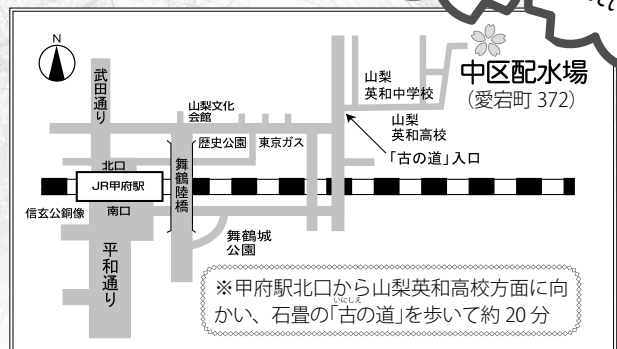 N
武田通り
山梨文化
会館
山梨
英和中学校
中区配水場
(愛宕町 372)
山梨
英和高校
歴史公園
東京ガス
「古の道」入口
北口
JR甲府駅
南口
舞鶴陸橋
信玄公銅像
平和通り
舞鶴城
公園
※甲府駅北口から山梨英和高校方面に向
いにしえ
かい、石畳の「古の道」を歩いて約 20 分